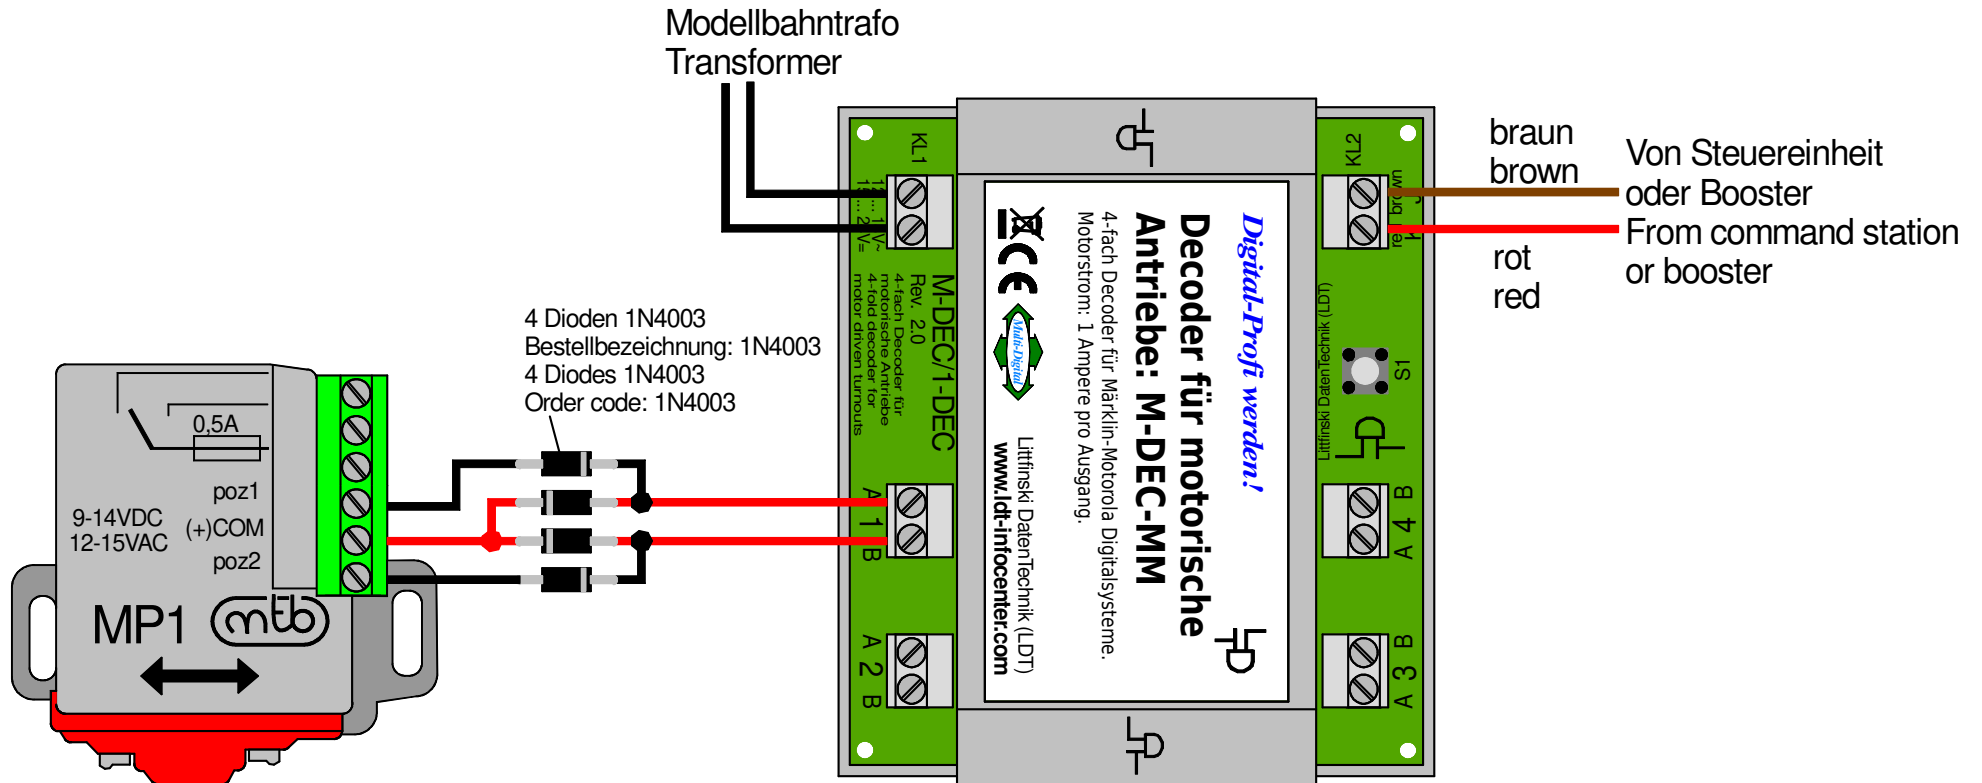 Modellbahntrafo
Transformer
4 Dioden 1N4003
Bestellbezeichnung: 1N4003
4 Diodes 1N4003
Order code: 1N4003
0,5A
poz1
(+)COM
poz2
9-14VDC
12-15VAC
MP1
mtb
KL1
M-DEC/1-DEC
Rev. 2.0
4-fach Decoder für
motorische Antriebe
4-fold decoder for
motor driven turnouts
A 1 B
A 2 B
Digital-Profi werden!
Decoder für motorische
Antriebe: M-DEC-MM
4-fach Decoder für Märklin-Motorola Digitalsysteme.
Motorstrom: 1 Ampere pro Ausgang.
CE
Multi-Digital
Littfinski DatenTechnik (LDT)
www.ldt-infocenter.com
KL2
brown
Littfinski DatenTechnik (LDT)
S1
A 4 B
A 3 B
braun
brown
rot
red
Von Steuereinheit
oder Booster
From command station
or booster